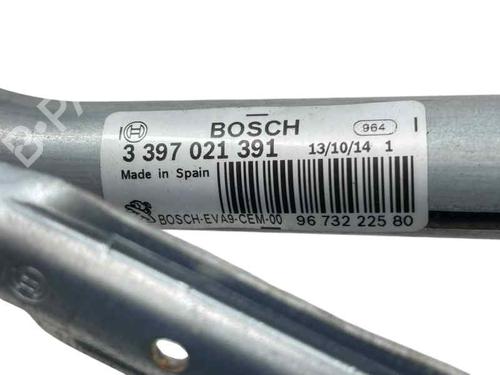 BOSCH
964
3 397 021 391
13/10/14 1
Made in Spain
BOSCH-EVA9-CEM-00
96 732 225 80